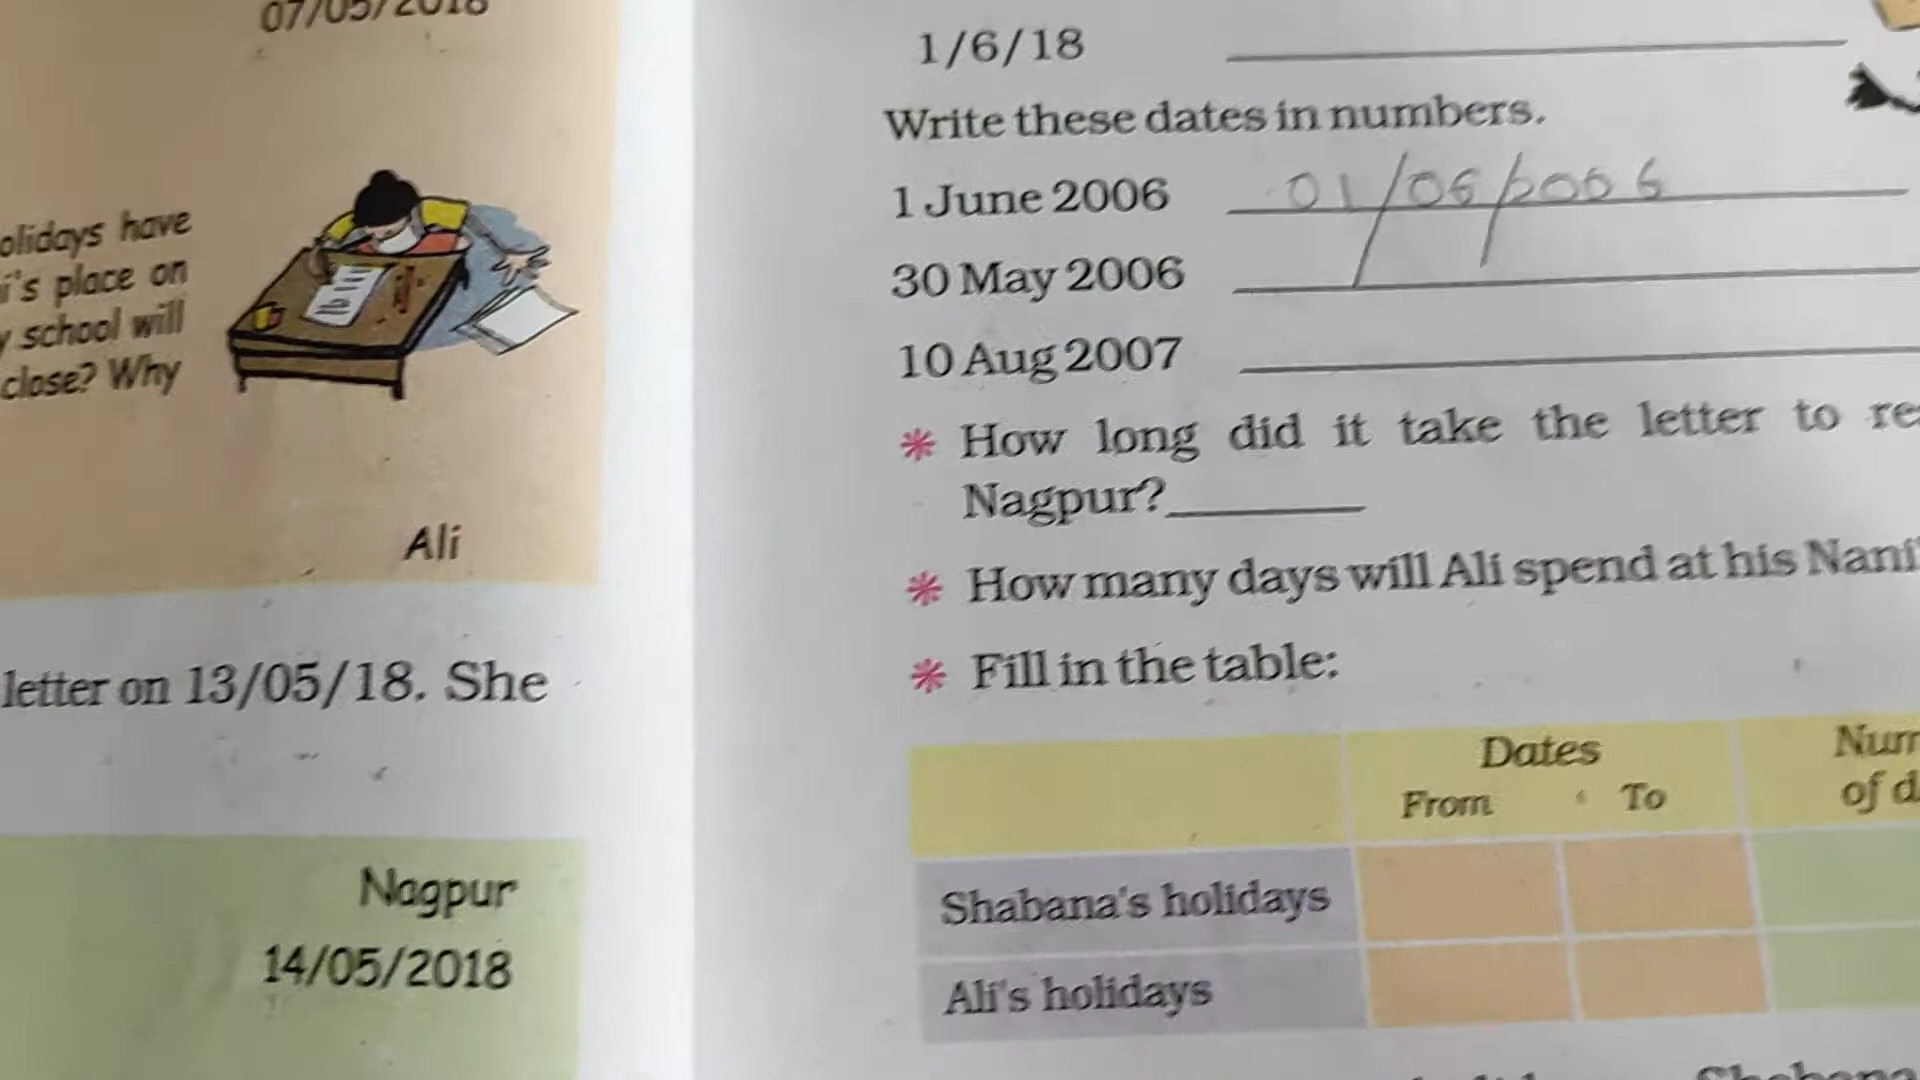 07/05/2018
olidays have
i's place on
y school will
close? Why
Ali
letter on 13/05/18. She
Nagpur
14/05/2018
1/6/18
Write these dates in numbers.
1 June 2006 01/06/2006
30 May 2006
10 Aug 2007
How long did it take the letter to re
Nagpur?
How many days will Ali spend at his Nani'
Fill in the table:
Dates
Num
From To
of d
Shabana's holidays
Ali's holidays